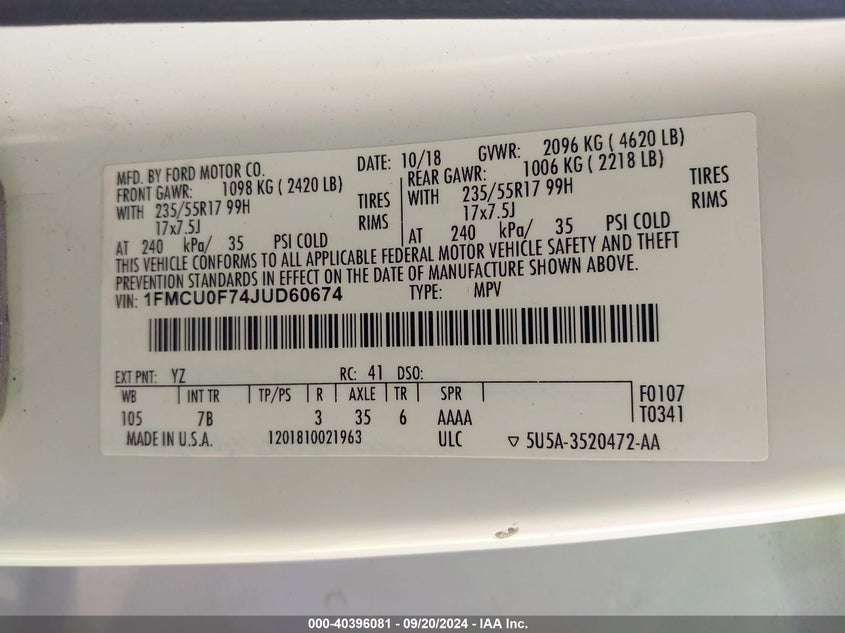 MFD. BY FORD MOTOR CO. DATE: 10/18 GVWR: 2096 KG ( 4620 LB)
FRONT GAWR: 1098 KG ( 2420 LB) REAR GAWR: 1006 KG ( 2218 LB)
WITH 235/55R17 99H TIRES WITH 235/55R17 99H TIRES
17x7.5J RIMS 17x7.5J RIMS
AT 240 kPa/ 35 PSI COLD AT 240 kPa/ 35 PSI COLD
THIS VEHICLE CONFORMS TO ALL APPLICABLE FEDERAL MOTOR VEHICLE SAFETY AND THEFT
PREVENTION STANDARDS IN EFFECT ON THE DATE OF MANUFACTURE SHOWN ABOVE.
VIN: 1FMCU0F74JUD60674 TYPE: MPV
EXT PNT: YZ RC: 41 DSO:
WB INT TR TP/PS R AXLE TR SPR F0107
105 7B 3 35 6 AAAA T0341
MADE IN U.S.A. 1201810021963 ULC ▽ 5U5A-3520472-AA
000-40396081 - 09/20/2024 - IAA Inc.